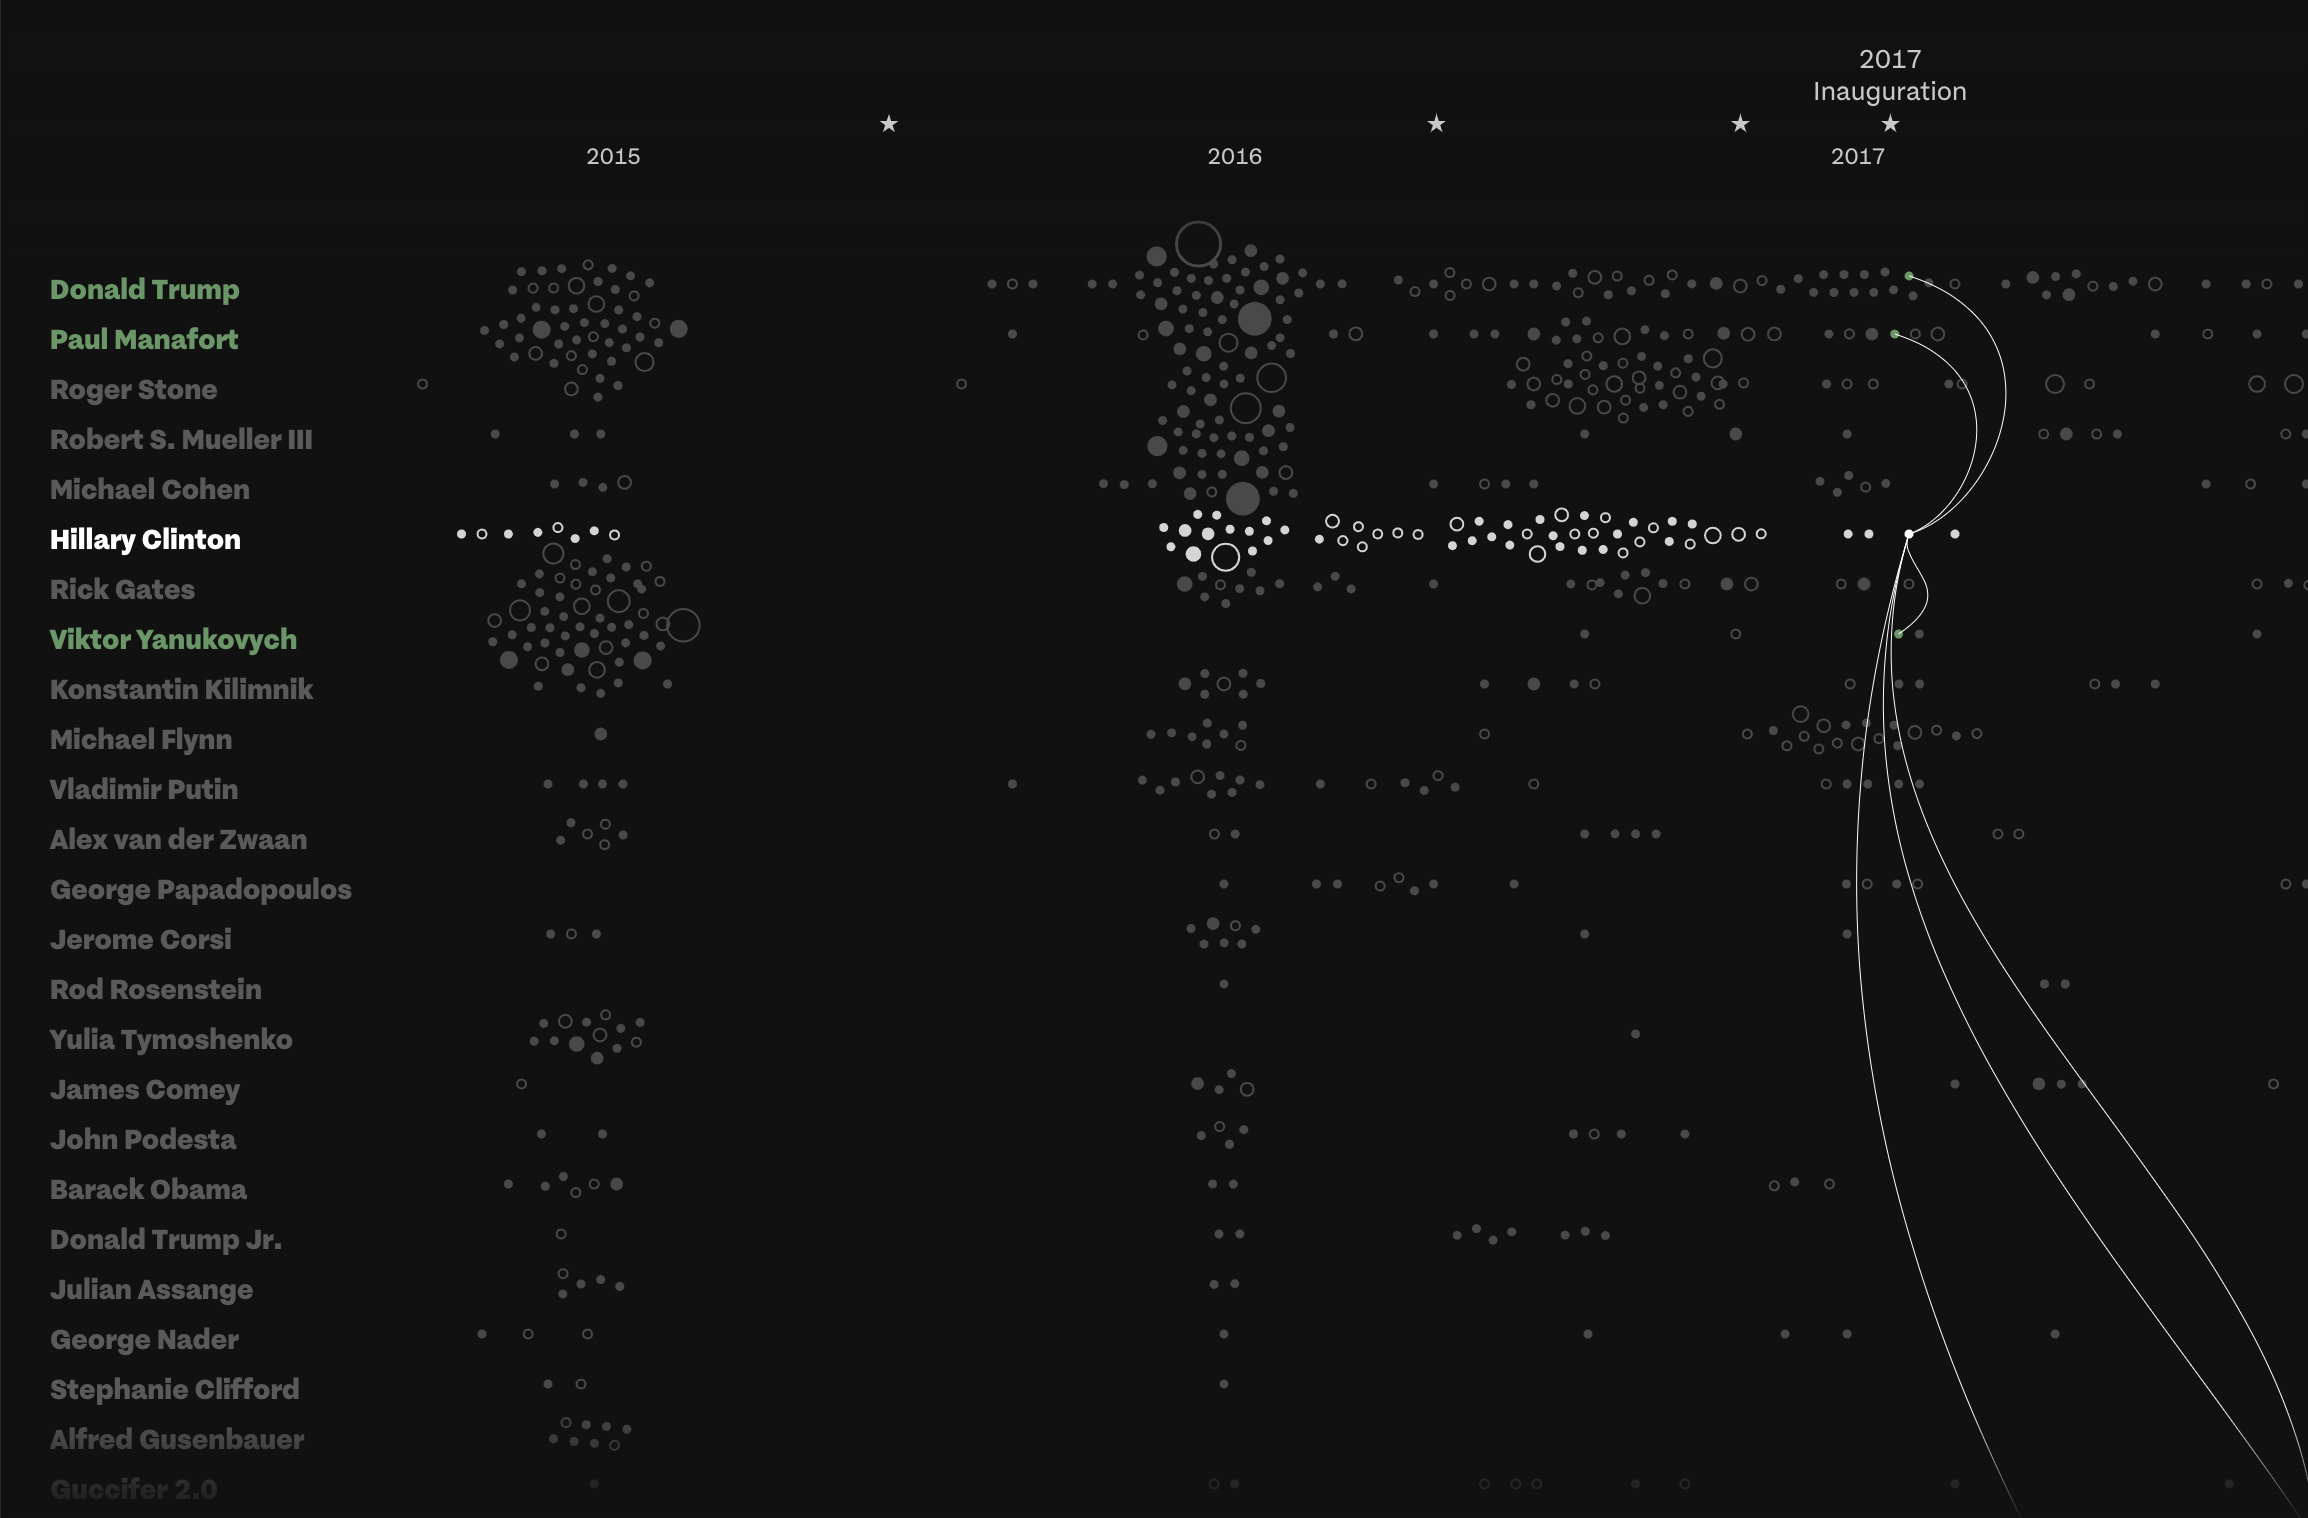 2017
Inauguration
2015
2016
2017
Donald Trump
Paul Manafort
Roger Stone
Robert S. Mueller III
Michael Cohen
Hillary Clinton
Rick Gates
Viktor Yanukovych
Konstantin Kilimnik
Michael Flynn
Vladimir Putin
Alex van der Zwaan
George Papadopoulos
Jerome Corsi
Rod Rosenstein
Yulia Tymoshenko
James Comey
John Podesta
Barack Obama
Donald Trump Jr.
Julian Assange
George Nader
Stephanie Clifford
Alfred Gusenbauer
Guccifer 2.0